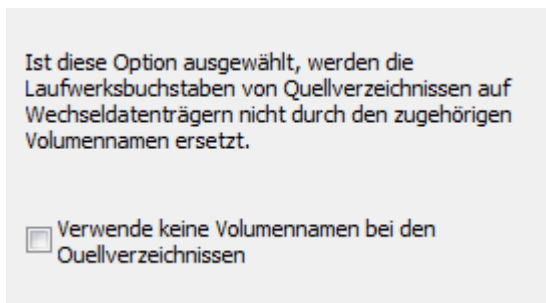 Ist diese Option ausgewählt, werden die
Laufwerksbuchstaben von Quellverzeichnissen auf
Wechseldatenträgern nicht durch den zugehörigen
Volumennamen ersetzt.
Verwende keine Volumennamen bei den
Quellverzeichnissen